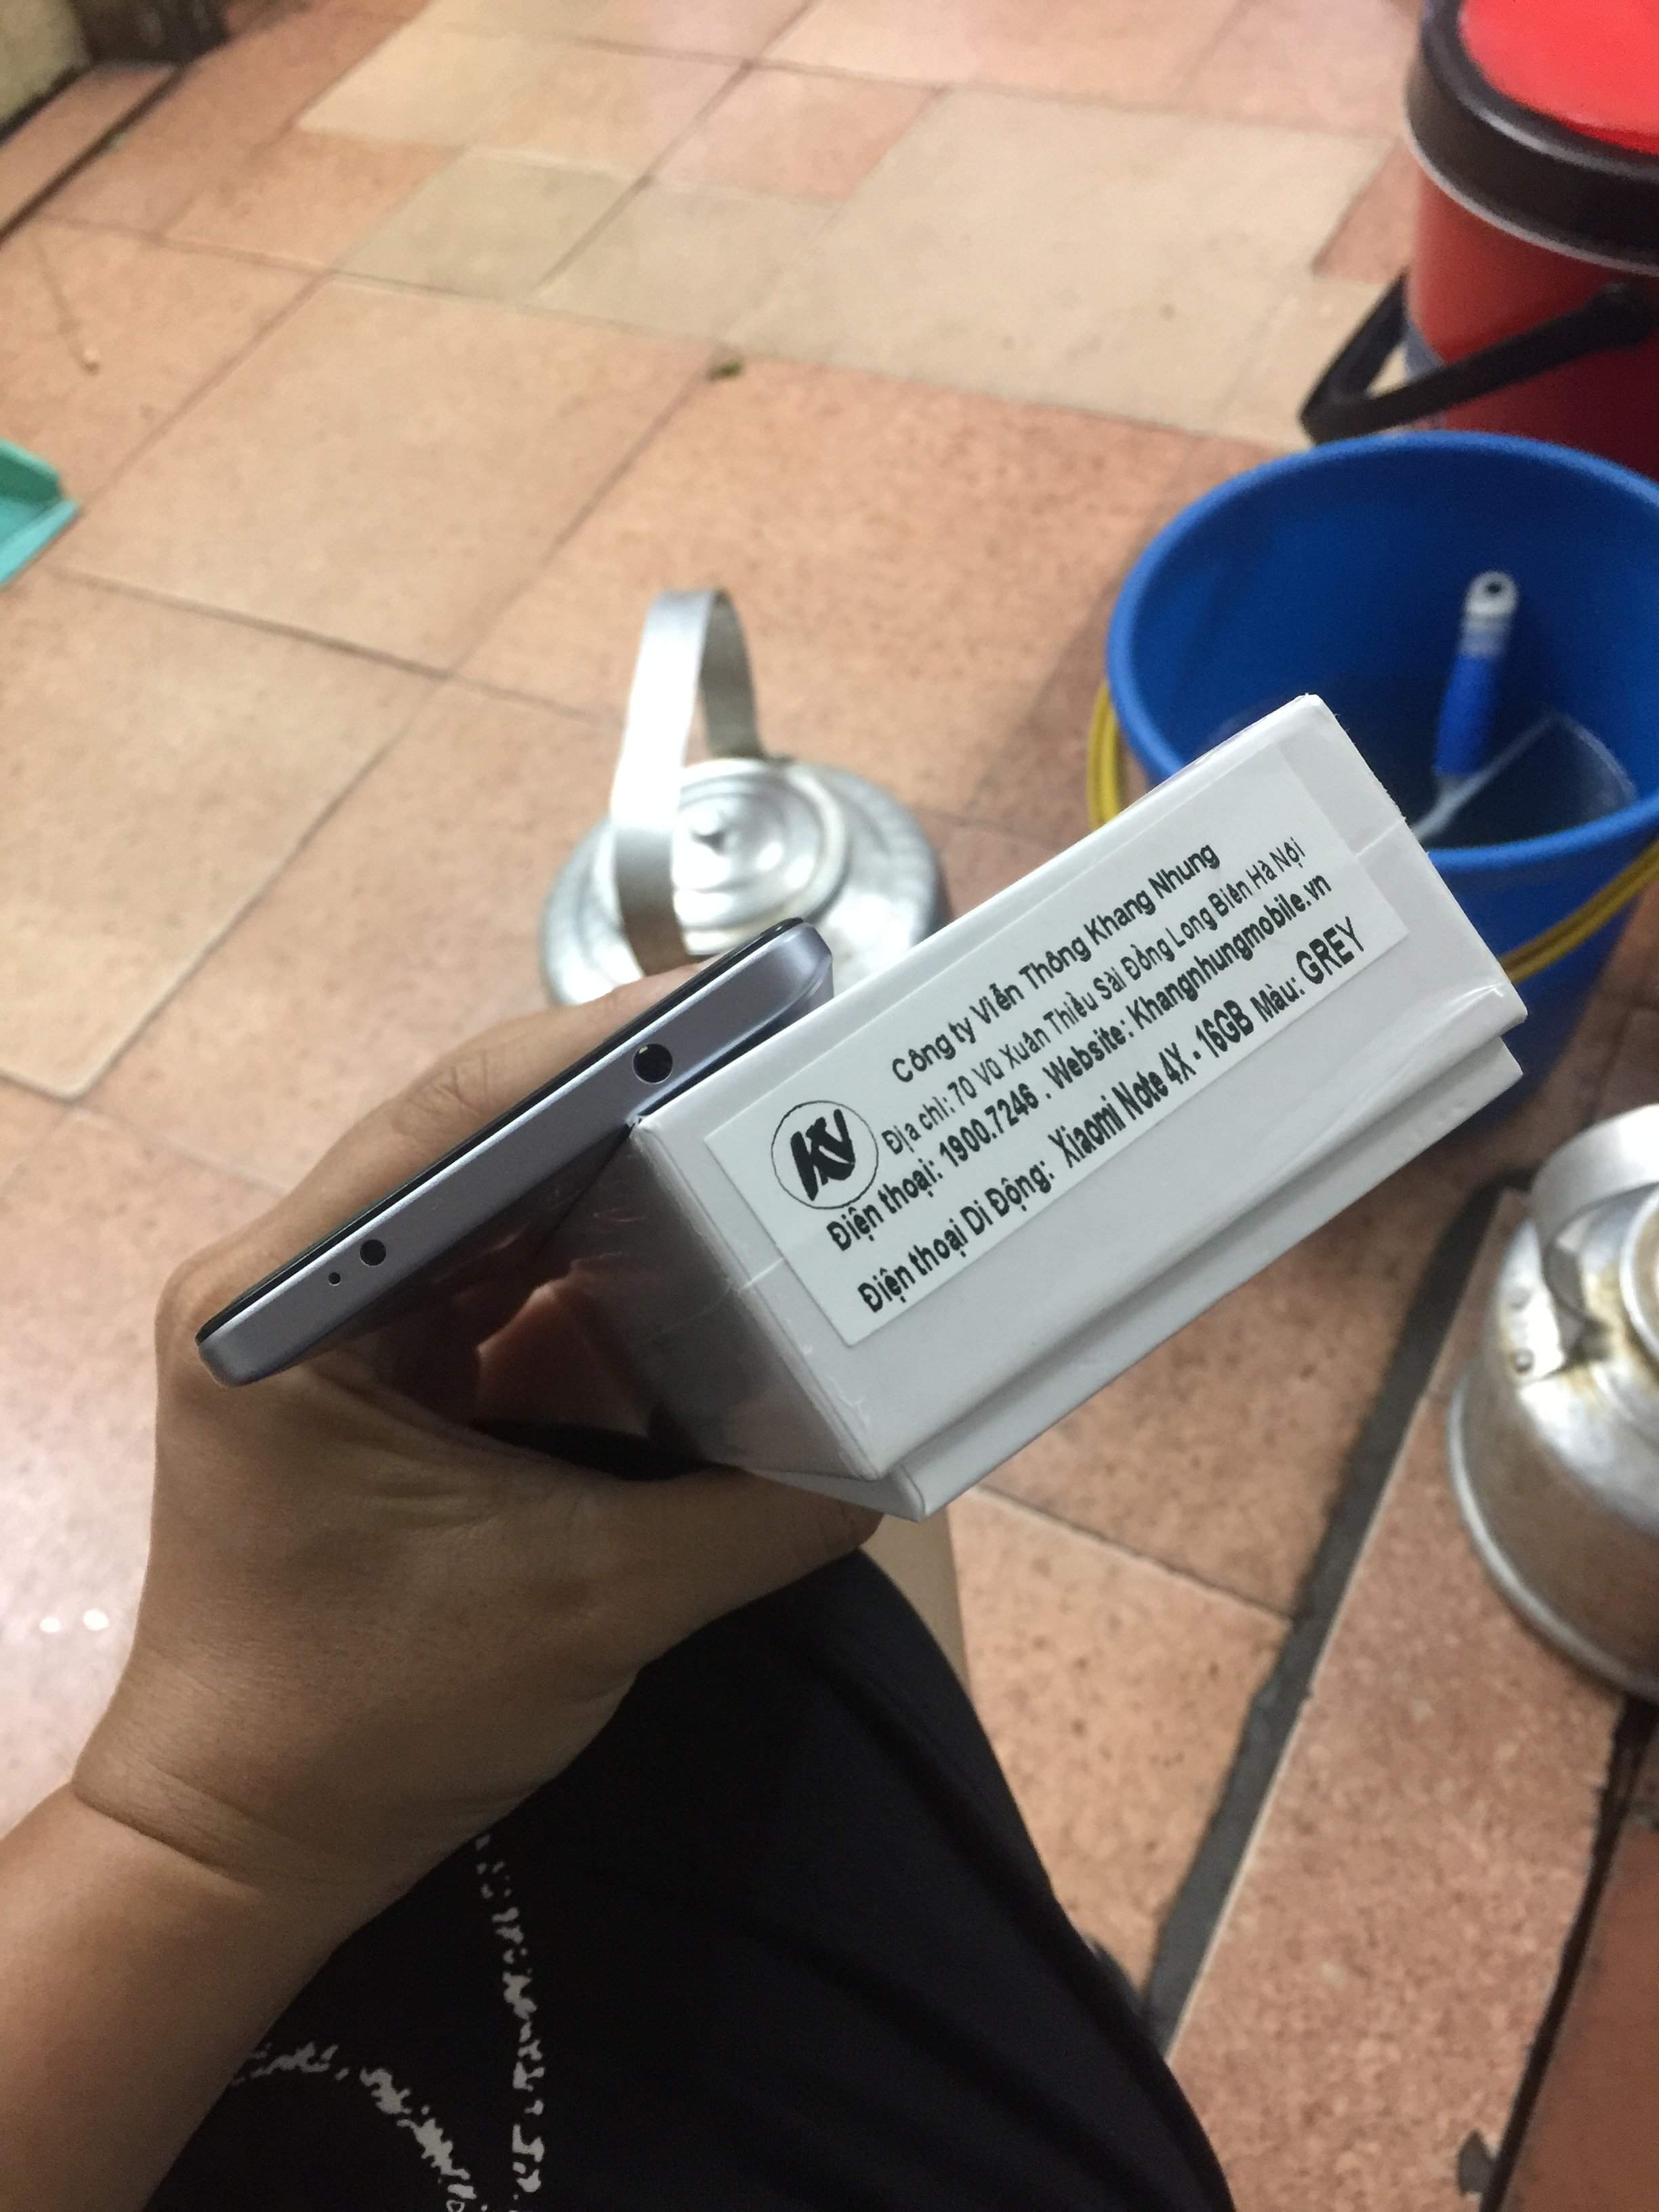 KN
Công ty Viễn Thông Khang Nhung
Địa chỉ: 70 Vũ Xuân Thiều Sài Đồng Long Biên Hà Nội
Điện thoại: 1900.7246 . Website: Khangnhungmobile.vn
Điện thoại Di Động: Xiaomi Note 4X - 16GB Màu: GREY